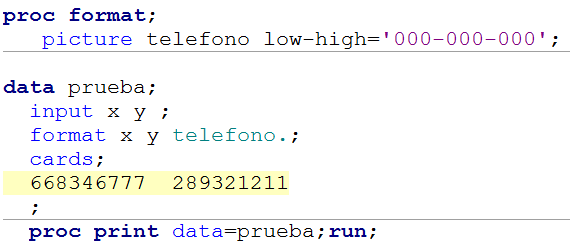 proc format;
picture telefono low-high='000-000-000';
data prueba;
input x y ;
format x y telefono.;
cards;
668346777  289321211
;
proc print data=prueba;run;